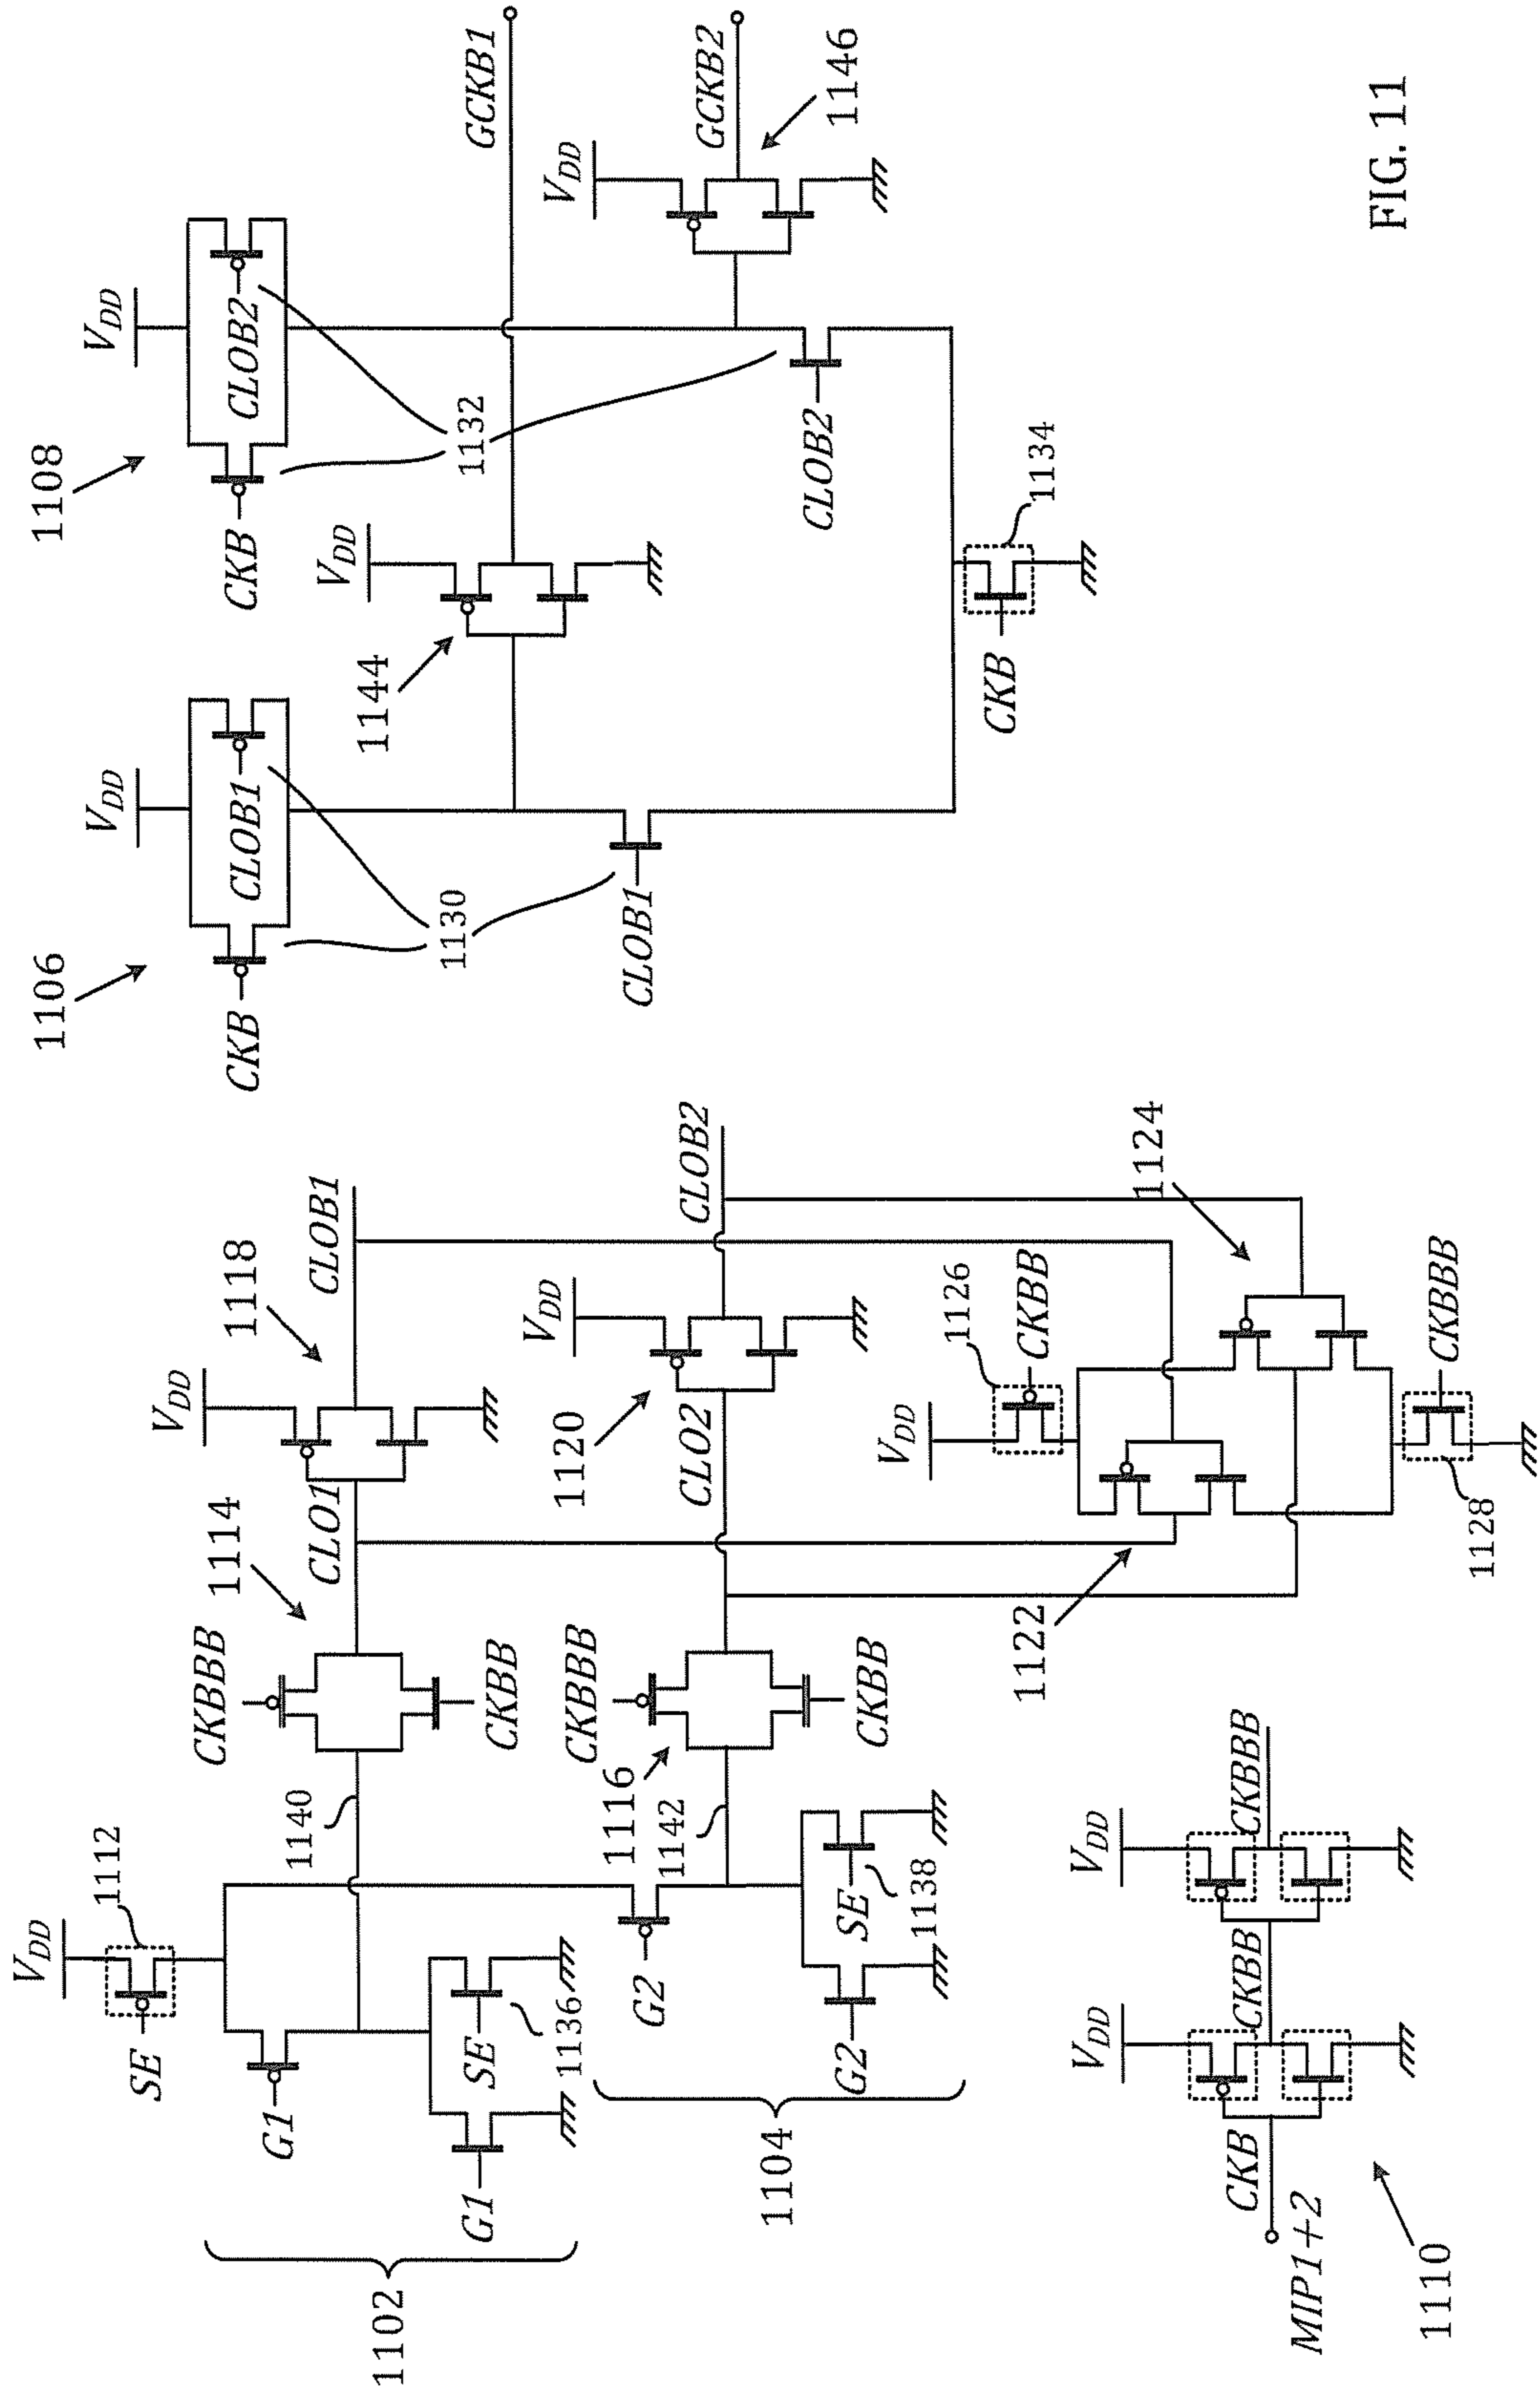 V_DD
1112
SE
G1
G1
SE
1136
1102
1140
CKBBB
1114
CKBB
CLO1
V_DD
1118
CLOB1
G2
G2
SE
1138
1104
1142
1116
CKBBB
CKBB
CLO2
1120
V_DD
CLOB2
1122
V_DD
1126
CKBB
1124
CKBBB
1128
MIP1+2
CKB
V_DD
CKBB
V_DD
CKBBB
1110
1106
V_DD
CKB
CLOB1
1130
CLOB1
1144
V_DD
GCKB1
1108
V_DD
CKB
CLOB2
1132
CLOB2
V_DD
GCKB2
1146
CKB
1134
FIG. 11